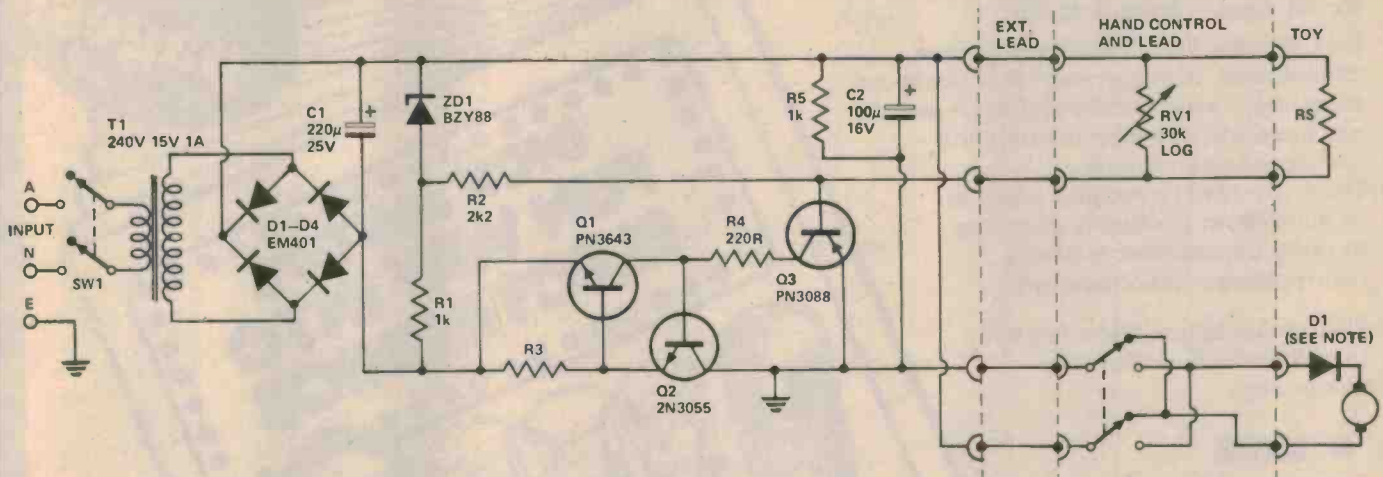 T1
240V 15V 1A
A
INPUT
N
E
SW1
D1–D4
EM401
C1
220µ
25V
+
ZD1
BZY88
R2
2k2
R1
1k
Q1
PN3643
R3
Q2
2N3055
R4
220R
Q3
PN3088
R5
1k
C2
100µ
16V
+
EXT.
LEAD
HAND CONTROL
AND LEAD
RV1
30k
LOG
TOY
RS
D1
(SEE NOTE)